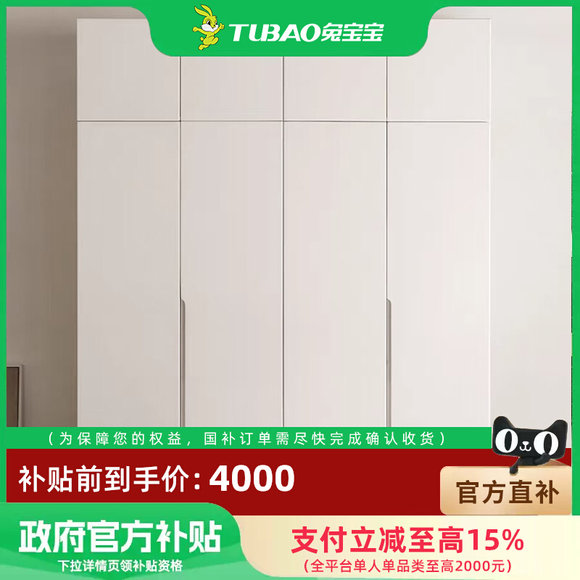 TUBAO兔宝宝
(为保障您的权益，国补订单需尽快完成确认收货)
补贴前到手价：4000
官方直补
政府官方补贴
下拉详情页领补贴资格
支付立减至高15%
(全平台单人单品类至高2000元)